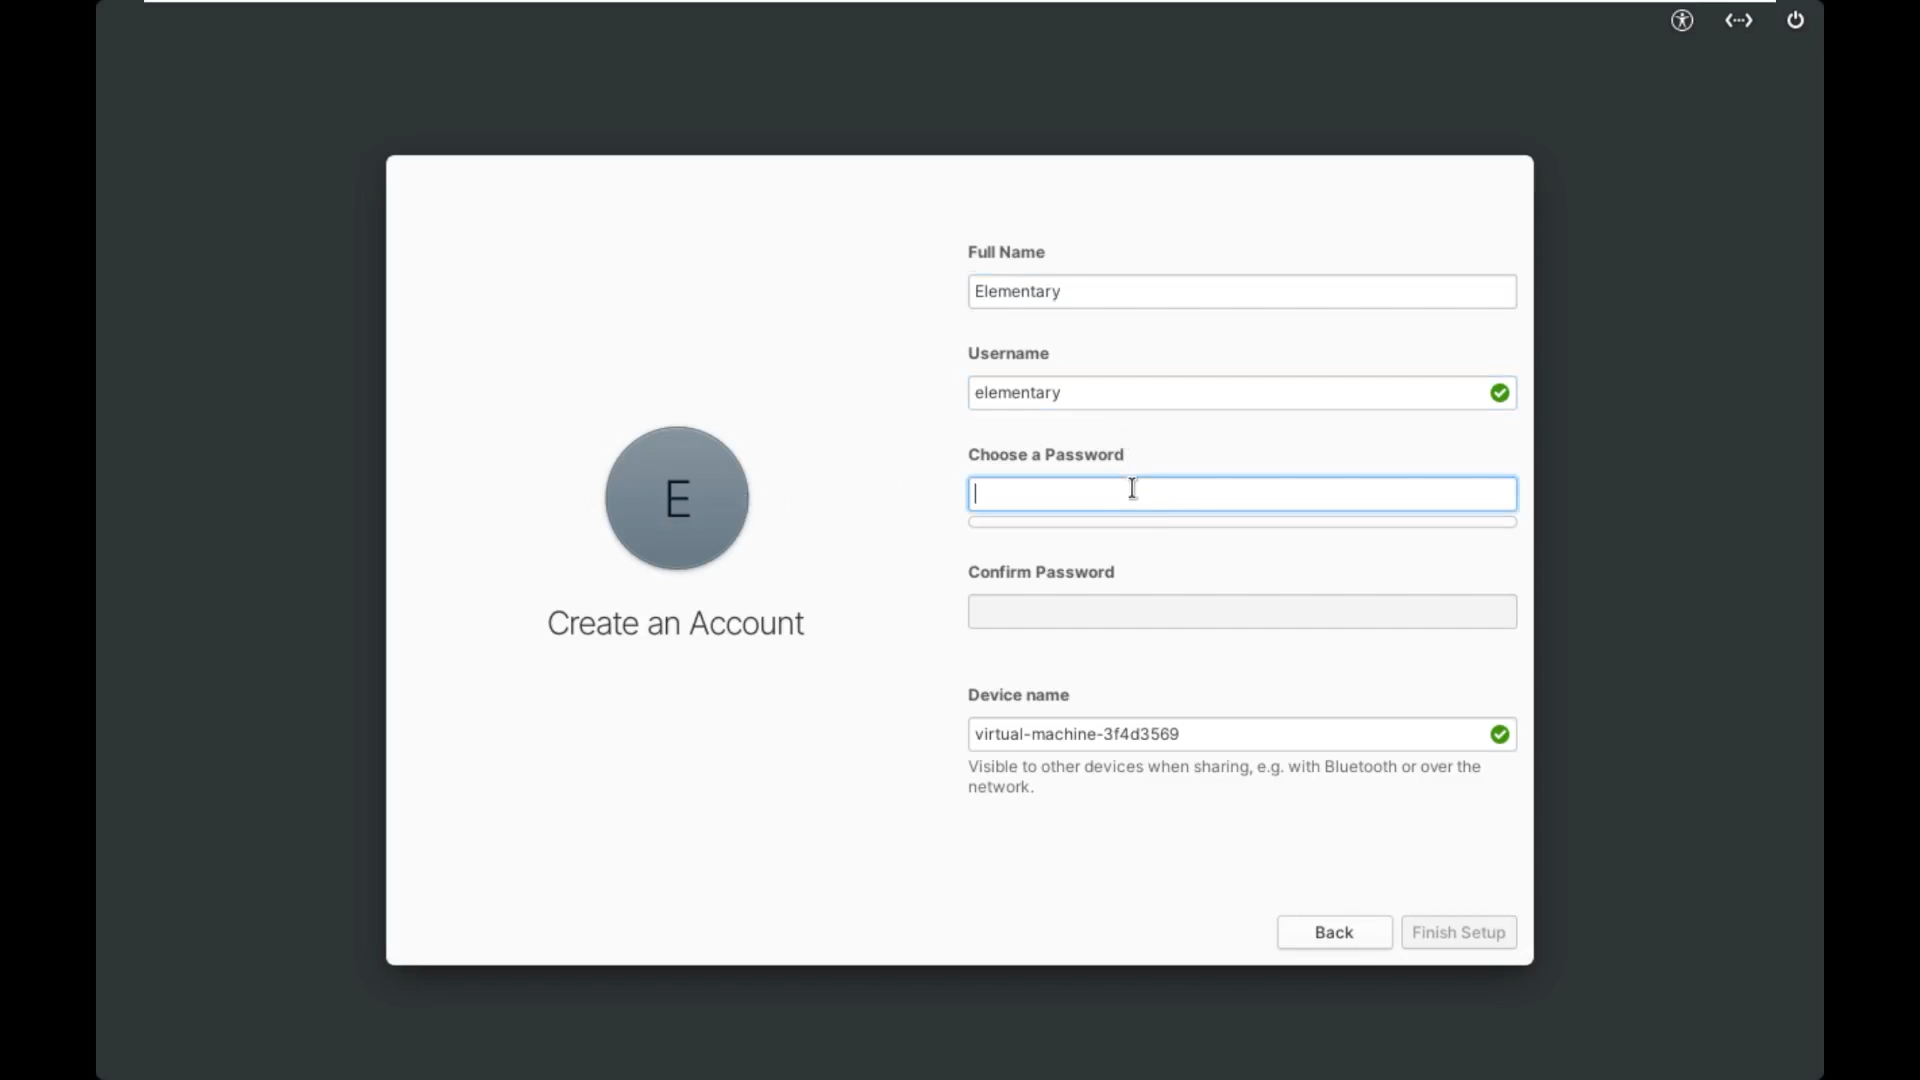 Full Name
Elementary
Username
elementary
Choose a Password
Confirm Password
E
Create an Account
Device name
virtual-machine-3f4d3569
Visible to other devices when sharing, e.g. with Bluetooth or over the
network.
Back
Finish Setup